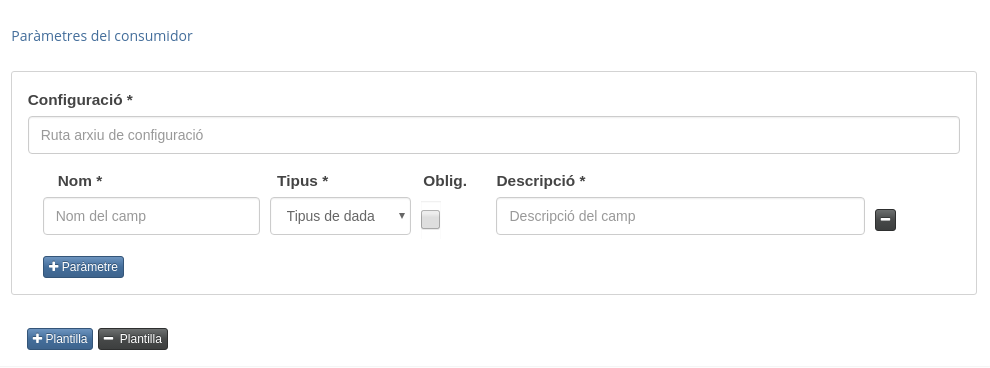 Paràmetres del consumidor
Configuració *
Ruta arxiu de configuració
Nom * Tipus * Oblig. Descripció *
Nom del camp Tipus de dada Descripció del camp
Paràmetre
Plantilla Plantilla